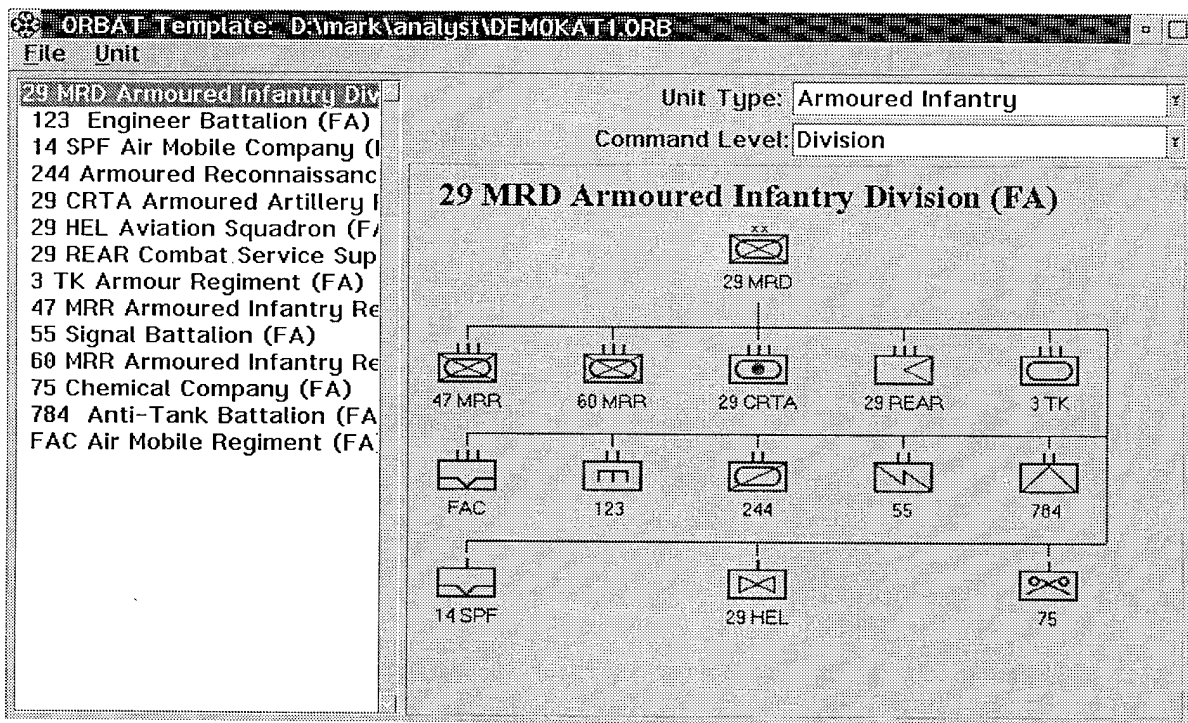 ORBAT Template: D:\mark\analyst\DEMOKAT1.ORB
File Unit
29 MRD Armoured Infantry Div
123 Engineer Battalion (FA)
14 SPF Air Mobile Company (
244 Armoured Reconnaissanc
29 CRTA Armoured Artillery
29 HEL Aviation Squadron (F
29 REAR Combat Service Sup
3 TK Armour Regiment (FA)
47 MRR Armoured Infantry Re
55 Signal Battalion (FA)
60 MRR Armoured Infantry Re
75 Chemical Company (FA)
784 Anti-Tank Battalion (FA
FAC Air Mobile Regiment (FA
Unit Type: Armoured Infantry
Command Level: Division
29 MRD Armoured Infantry Division (FA)
xx
29 MRD
47 MRR 60 MRR 29 CRTA 29 REAR 3 TK
FAC 123 244 55 784
14 SPF 29 HEL 75